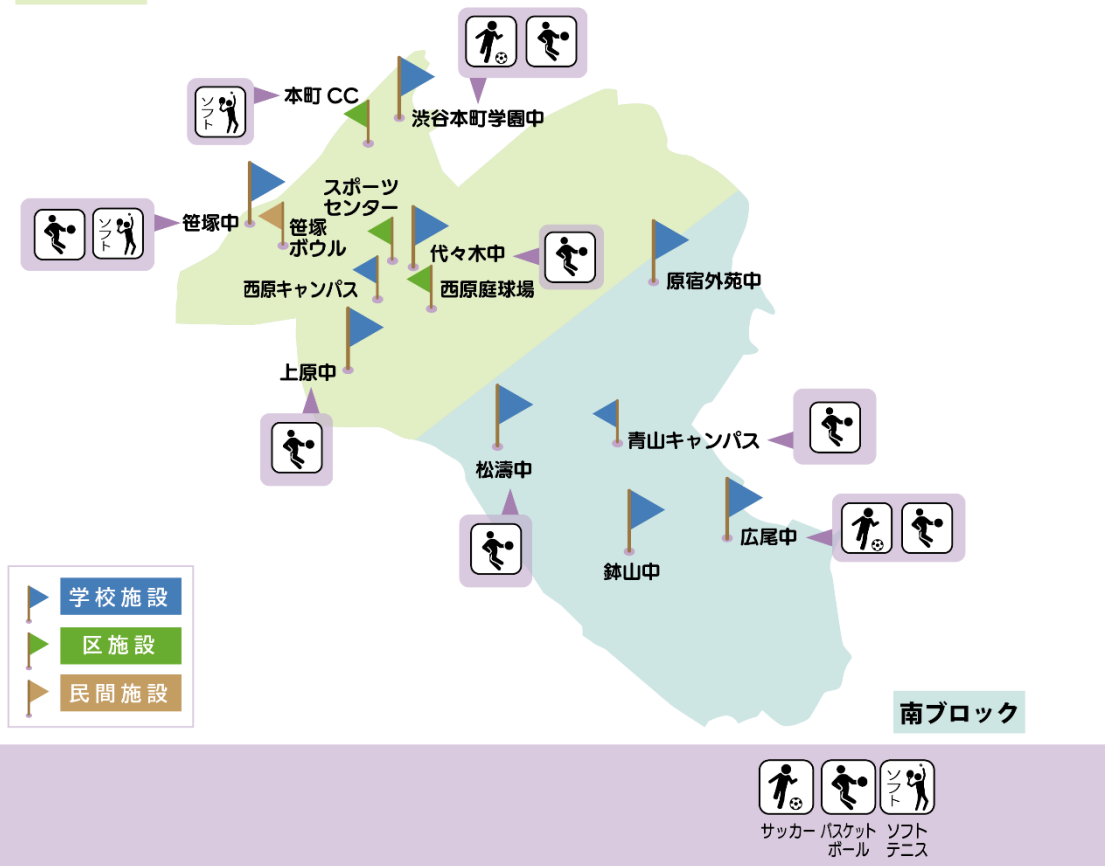 本町 CC
渋谷本町学園中
ソフト
スポーツ
センター
笹塚中
ソフト
笹塚
ボウル
代々木中
原宿外苑中
西原キャンパス
西原庭球場
上原中
青山キャンパス
松濤中
広尾中
鉢山中
学校施設
区施設
民間施設
南ブロック
ソフト
サッカー
バスケット
ボール
ソフト
テニス